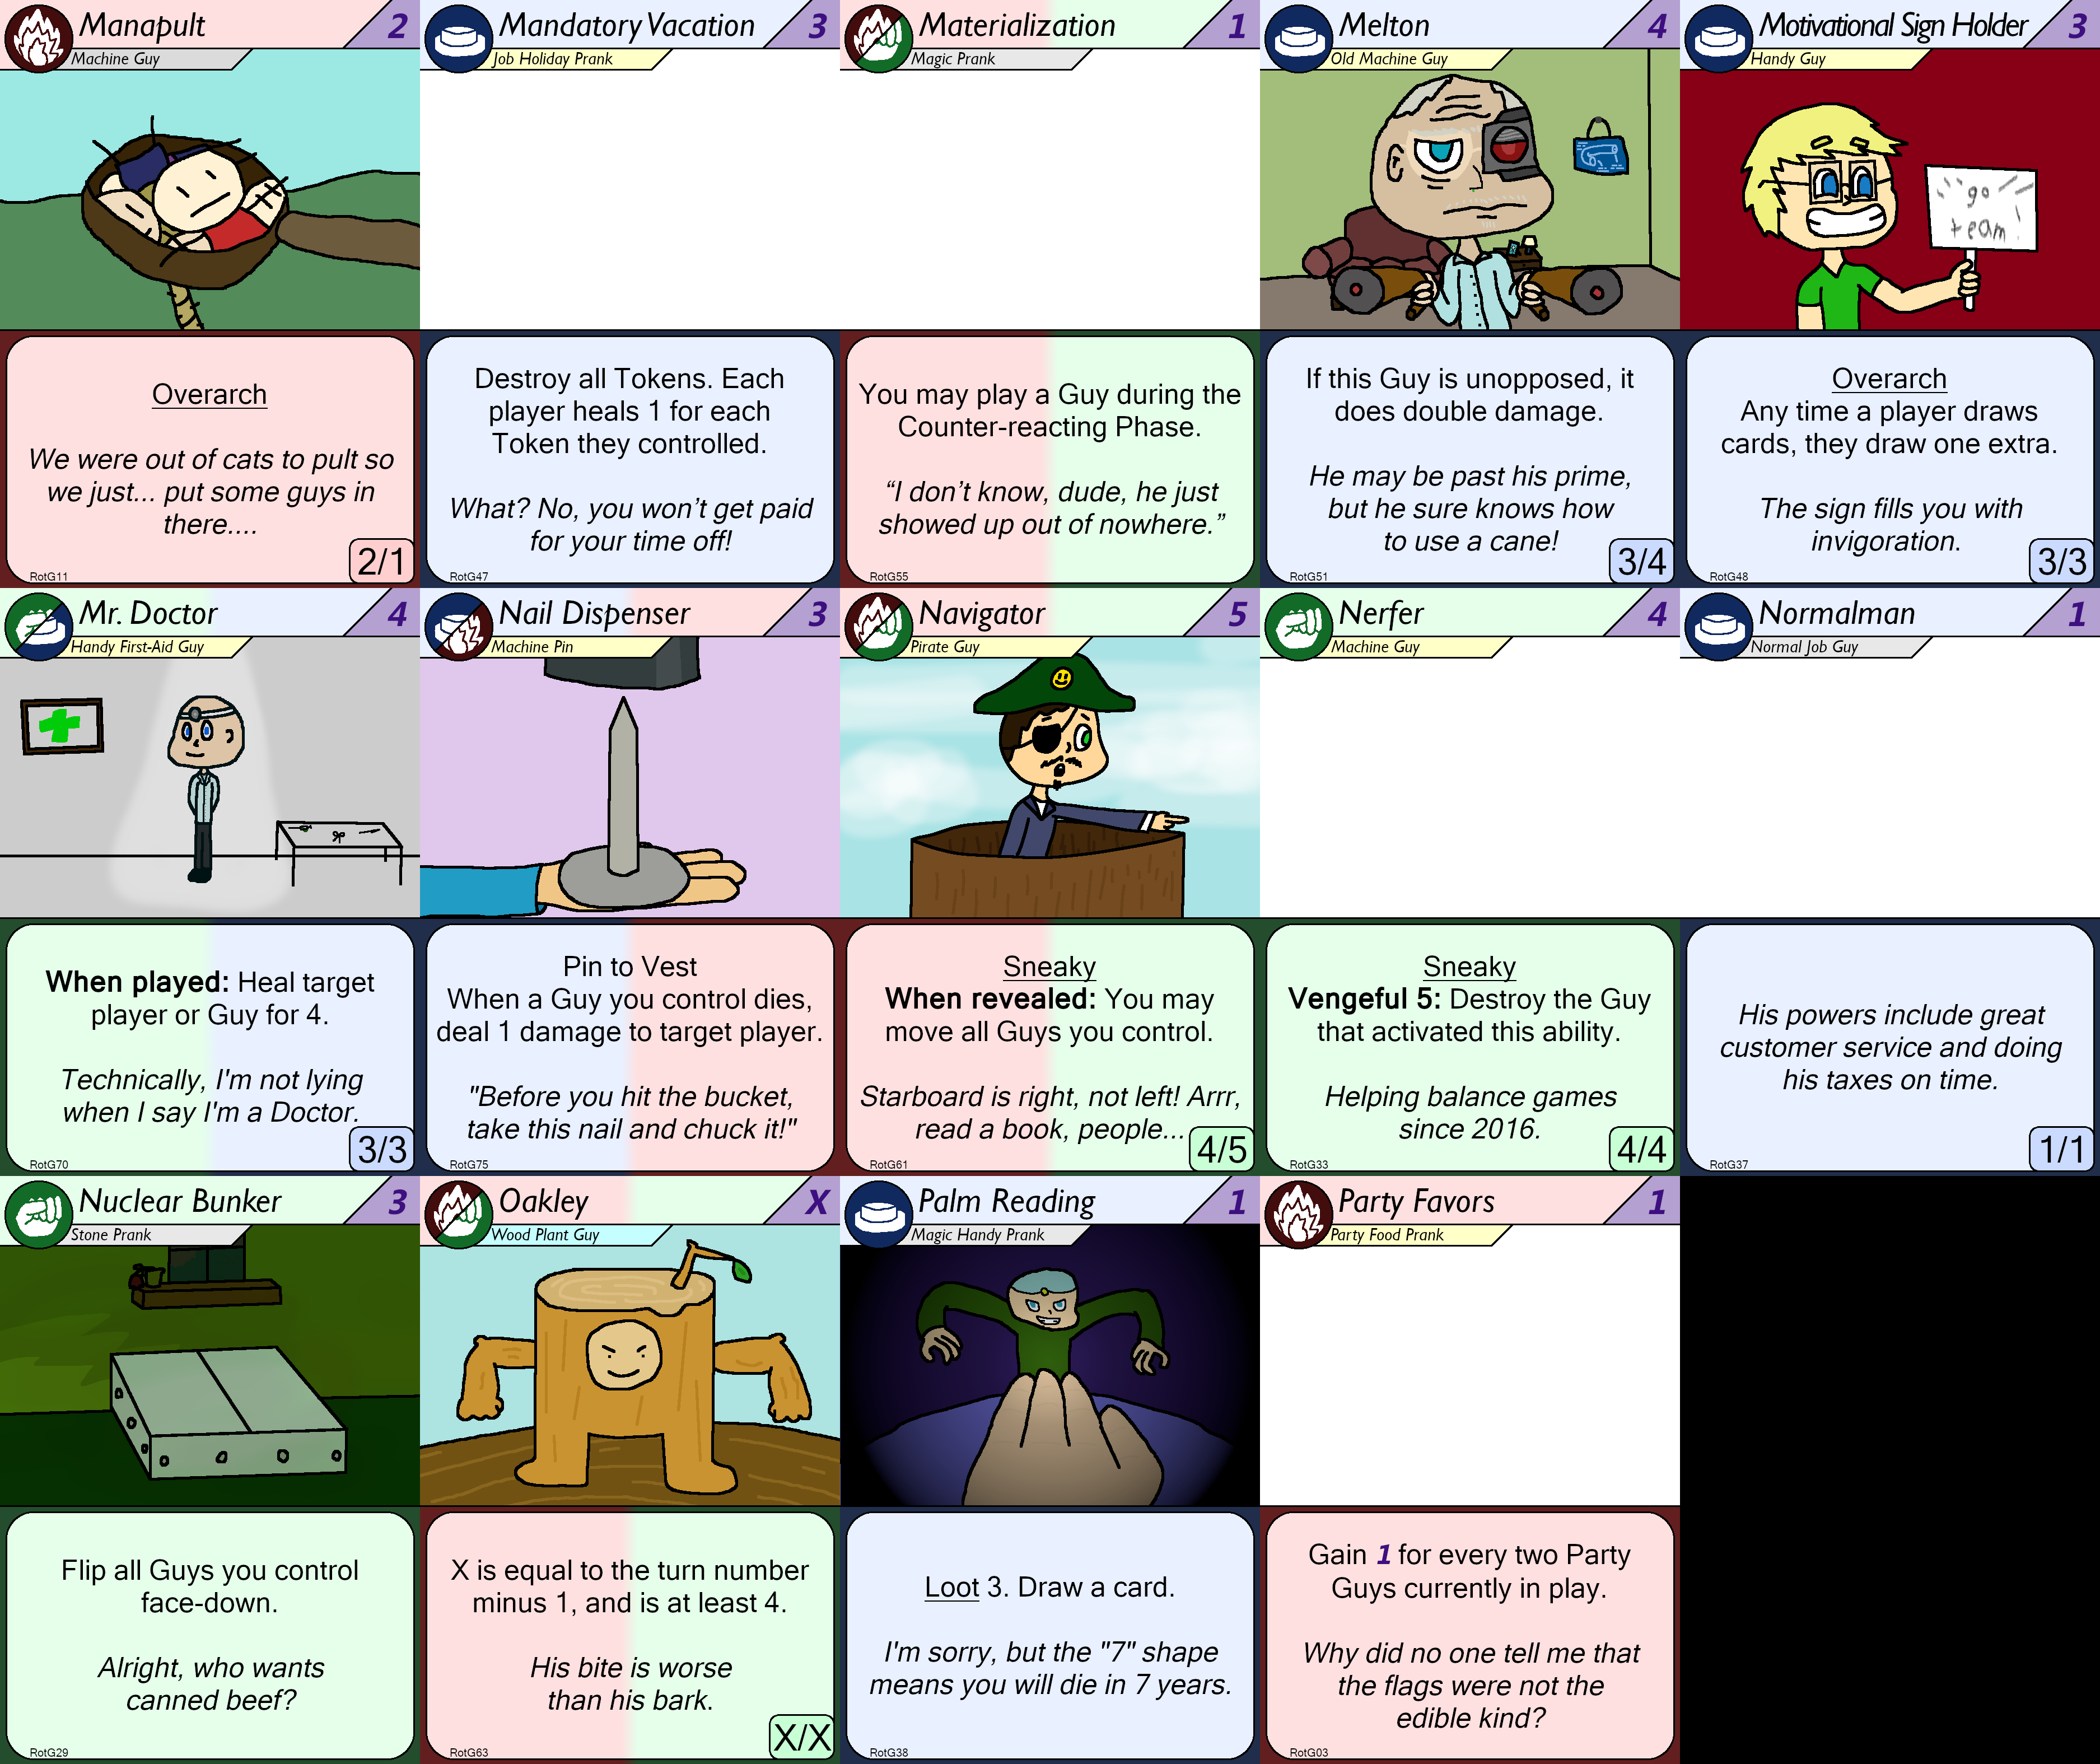 Manapult 2
Machine Guy
go
team!
Overarch
We were out of cats to pult so
we just... put some guys in
there....
2/1
RotG11
Mandatory Vacation 3
Job Holiday Prank
Destroy all Tokens. Each
player heals 1 for each
Token they controlled.
What? No, you won’t get paid
for your time off!
RotG47
Materialization 1
Magic Prank
You may play a Guy during the
Counter-reacting Phase.
“I don’t know, dude, he just
showed up out of nowhere.”
RotG55
Melton 4
Old Machine Guy
If this Guy is unopposed, it
does double damage.
He may be past his prime,
but he sure knows how
to use a cane!
3/4
RotG51
Motivational Sign Holder 3
Handy Guy
Overarch
Any time a player draws
cards, they draw one extra.
The sign fills you with
invigoration.
3/3
RotG48
Mr. Doctor 4
Handy First-Aid Guy
When played: Heal target
player or Guy for 4.
Technically, I'm not lying
when I say I'm a Doctor.
3/3
RotG70
Nail Dispenser 3
Machine Pin
Pin to Vest
When a Guy you control dies,
deal 1 damage to target player.
"Before you hit the bucket,
take this nail and chuck it!"
RotG75
Navigator 5
Pirate Guy
Sneaky
When revealed: You may
move all Guys you control.
Starboard is right, not left! Arrr,
read a book, people...
4/5
RotG61
Nerfer 4
Machine Guy
Sneaky
Vengeful 5: Destroy the Guy
that activated this ability.
Helping balance games
since 2016.
4/4
RotG33
Normalman 1
Normal Job Guy
His powers include great
customer service and doing
his taxes on time.
1/1
RotG37
Nuclear Bunker 3
Stone Prank
Flip all Guys you control
face-down.
Alright, who wants
canned beef?
RotG29
Oakley X
Wood Plant Guy
X is equal to the turn number
minus 1, and is at least 4.
His bite is worse
than his bark.
X/X
RotG63
Palm Reading 1
Magic Handy Prank
Loot 3. Draw a card.
I'm sorry, but the "7" shape
means you will die in 7 years.
RotG38
Party Favors 1
Party Food Prank
Gain 1 for every two Party
Guys currently in play.
Why did no one tell me that
the flags were not the
edible kind?
RotG03